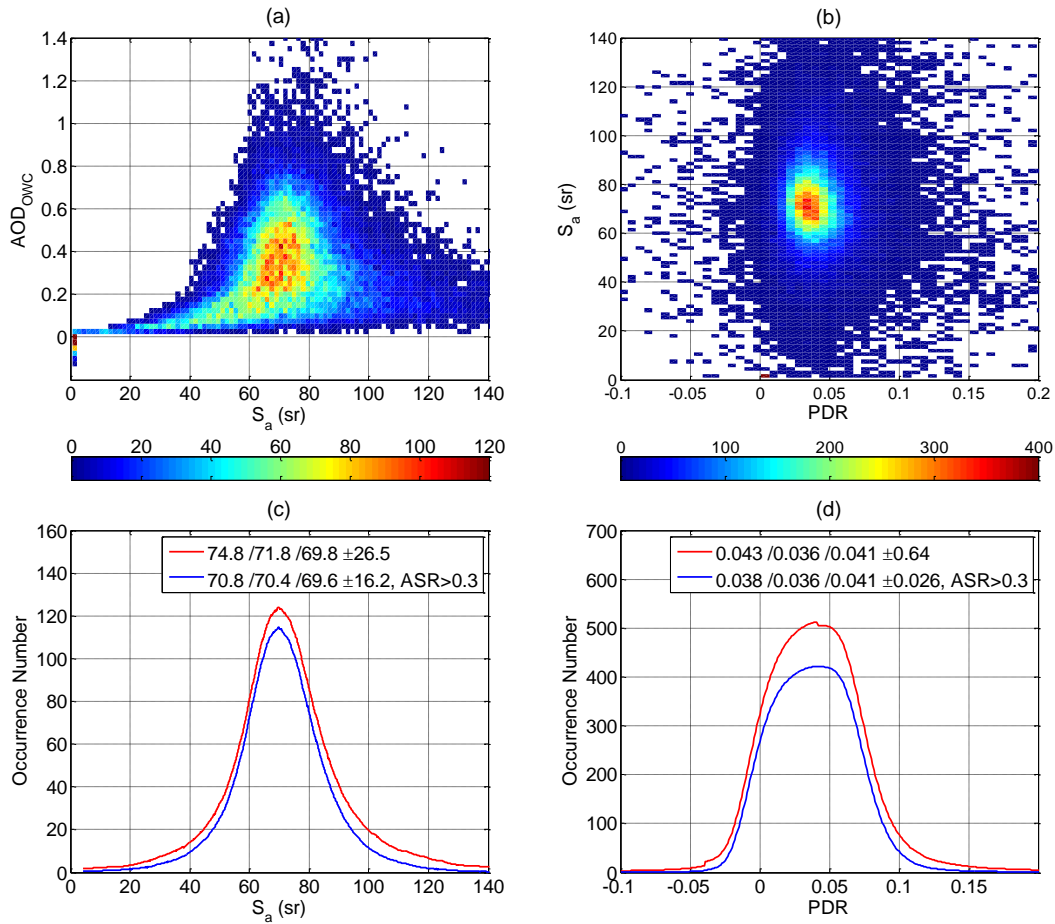 (a)
1.4
1.2
1
0.8
0.6
0.4
0.2
0
AOD_OWC
0 20 40 60 80 100 120 140
S_a (sr)
0 20 40 60 80 100 120
(b)
140
120
100
80
60
40
20
0
S_a (sr)
-0.1 -0.05 0 0.05 0.1 0.15 0.2
PDR
0 100 200 300 400
(c)
160
140
120
100
80
60
40
20
0
Occurrence Number
74.8 /71.8 /69.8 ±26.5
70.8 /70.4 /69.6 ±16.2, ASR>0.3
0 20 40 60 80 100 120 140
S_a (sr)
(d)
700
600
500
400
300
200
100
0
Occurrence Number
0.043 /0.036 /0.041 ±0.64
0.038 /0.036 /0.041 ±0.026, ASR>0.3
-0.1 -0.05 0 0.05 0.1 0.15
PDR